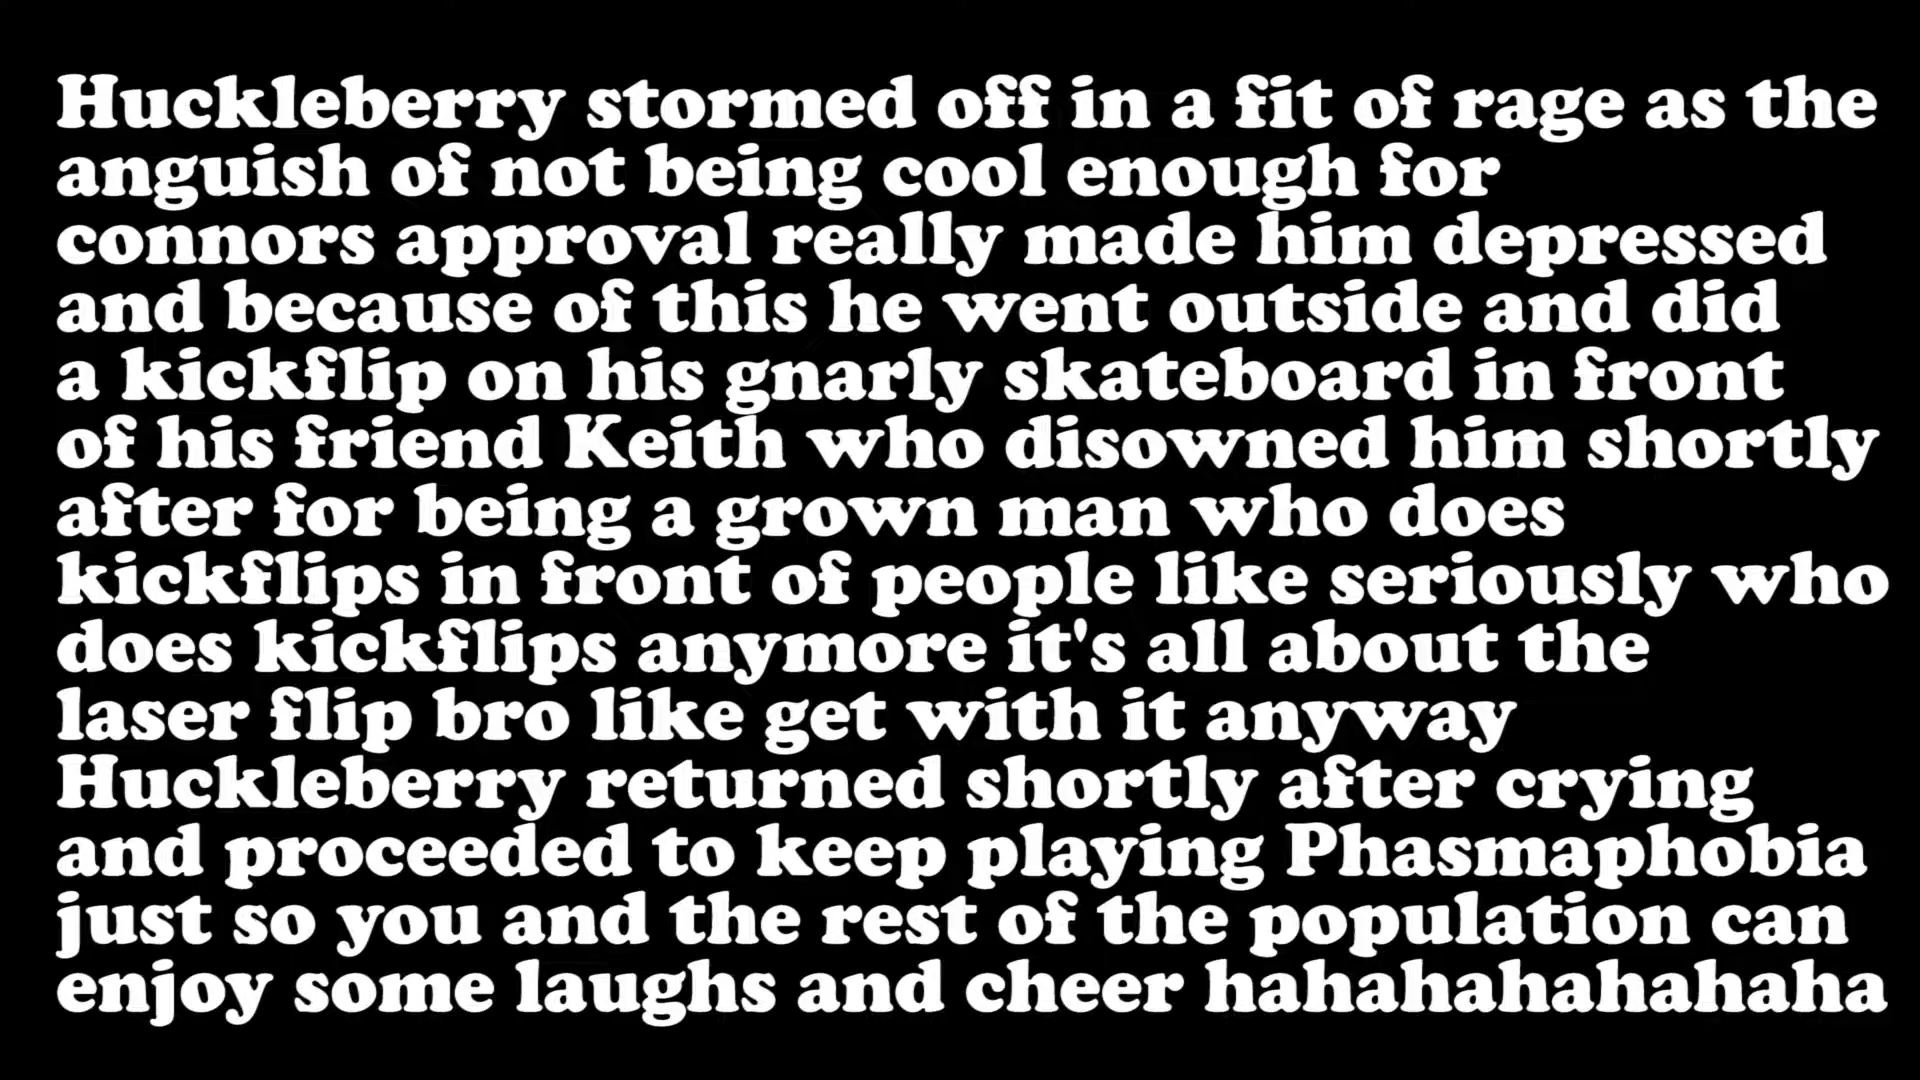 Huckleberry stormed off in a fit of rage as the
anguish of not being cool enough for
connors approval really made him depressed
and because of this he went outside and did
a kickflip on his gnarly skateboard in front
of his friend Keith who disowned him shortly
after for being a grown man who does
kickflips in front of people like seriously who
does kickflips anymore it's all about the
laser flip bro like get with it anyway
Huckleberry returned shortly after crying
and proceeded to keep playing Phasmaphobia
just so you and the rest of the population can
enjoy some laughs and cheer hahahahahahaha